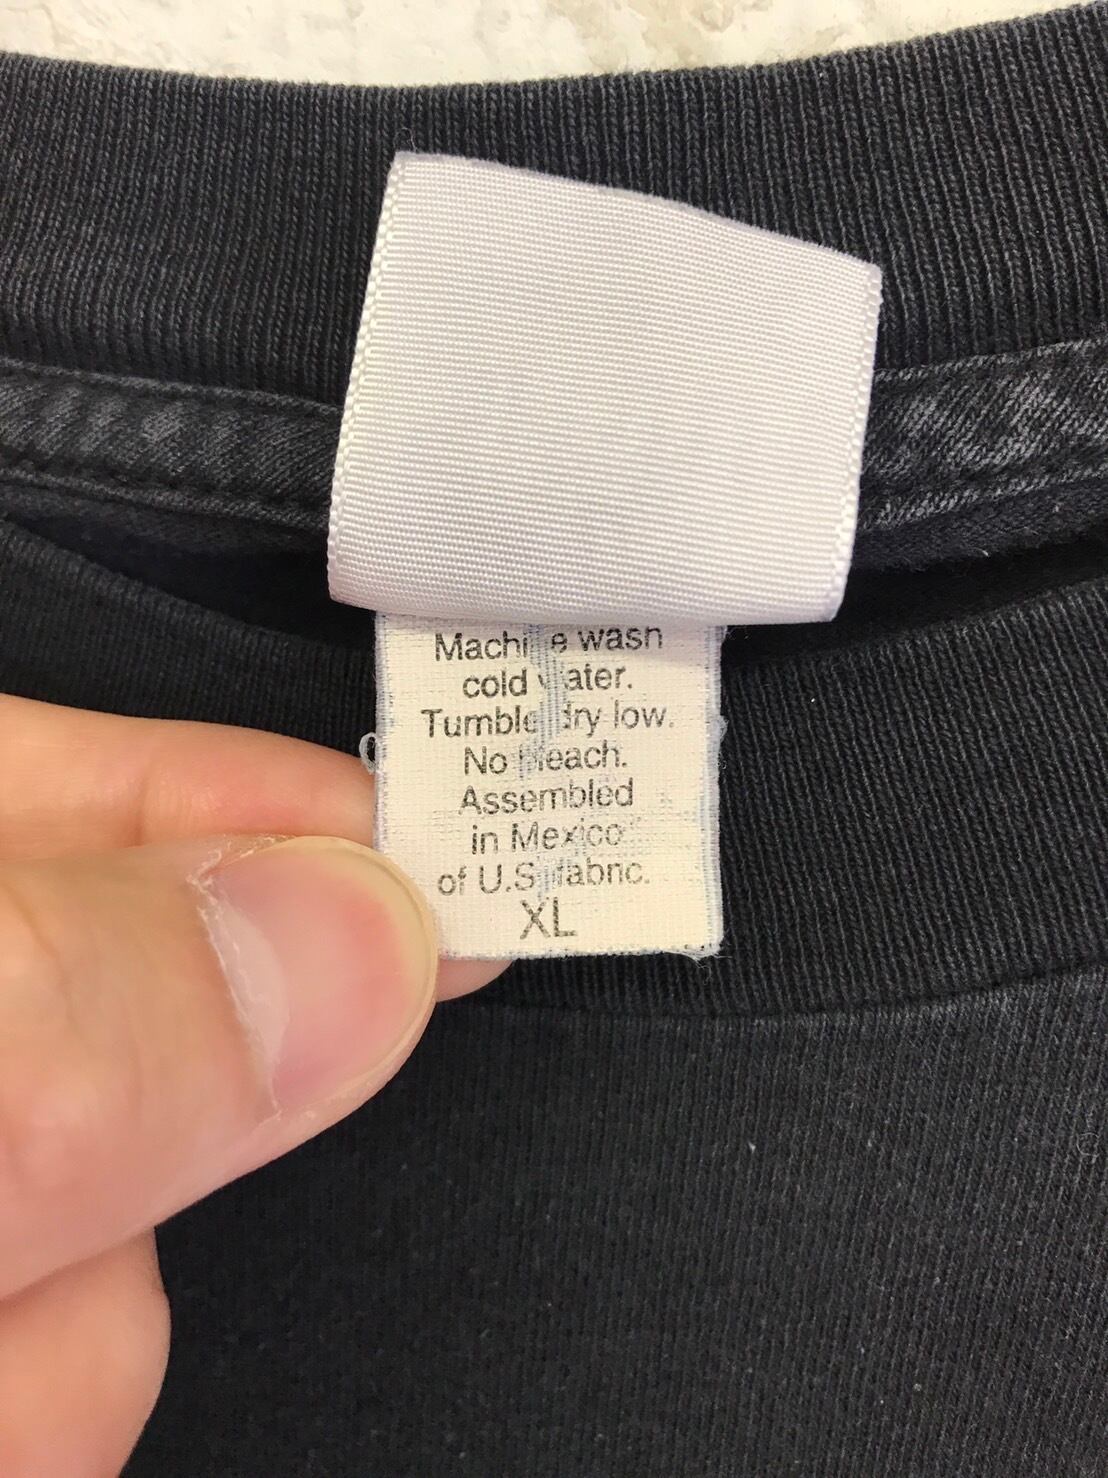 Machine wash
cold water.
Tumble dry low.
No bleach.
Assembled
in Mexico
of U.S. fabric.
XL